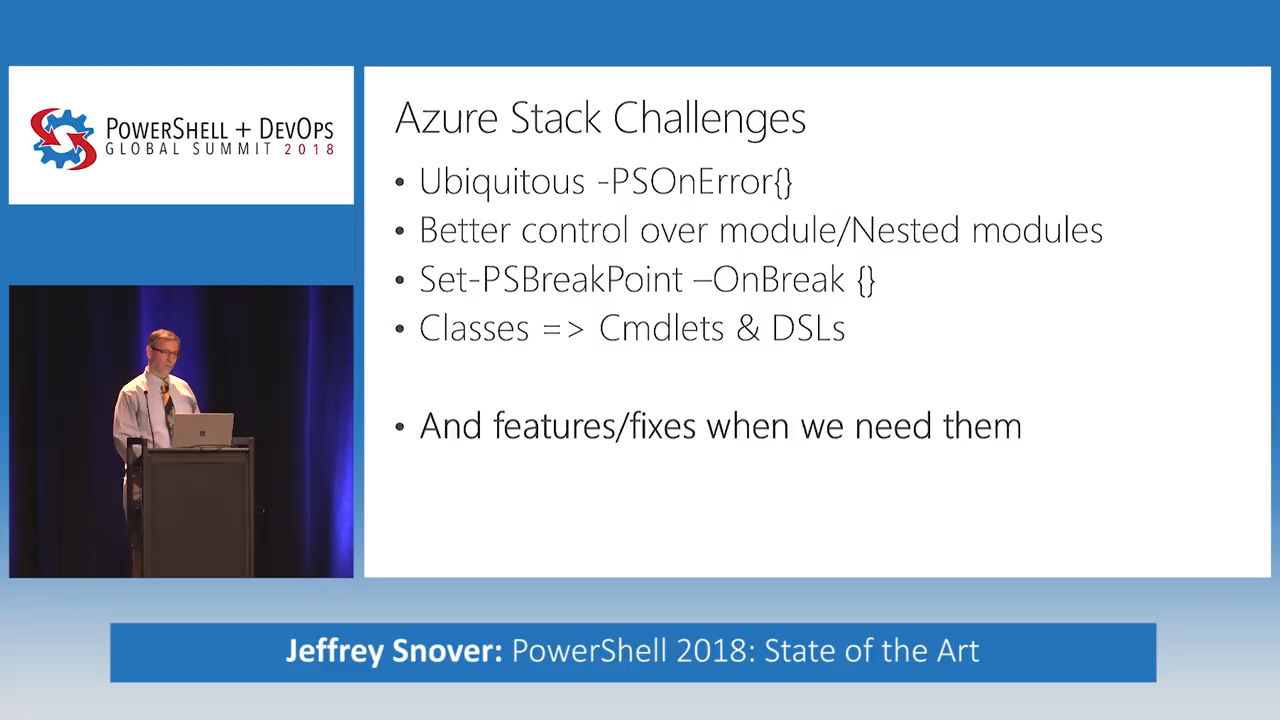 POWERSHELL + DEVOPS
GLOBAL SUMMIT 2018
Azure Stack Challenges
• Ubiquitous -PSOnError{}
• Better control over module/Nested modules
• Set-PSBreakPoint –OnBreak {}
• Classes => Cmdlets & DSLs
• And features/fixes when we need them
Jeffrey Snover: PowerShell 2018: State of the Art